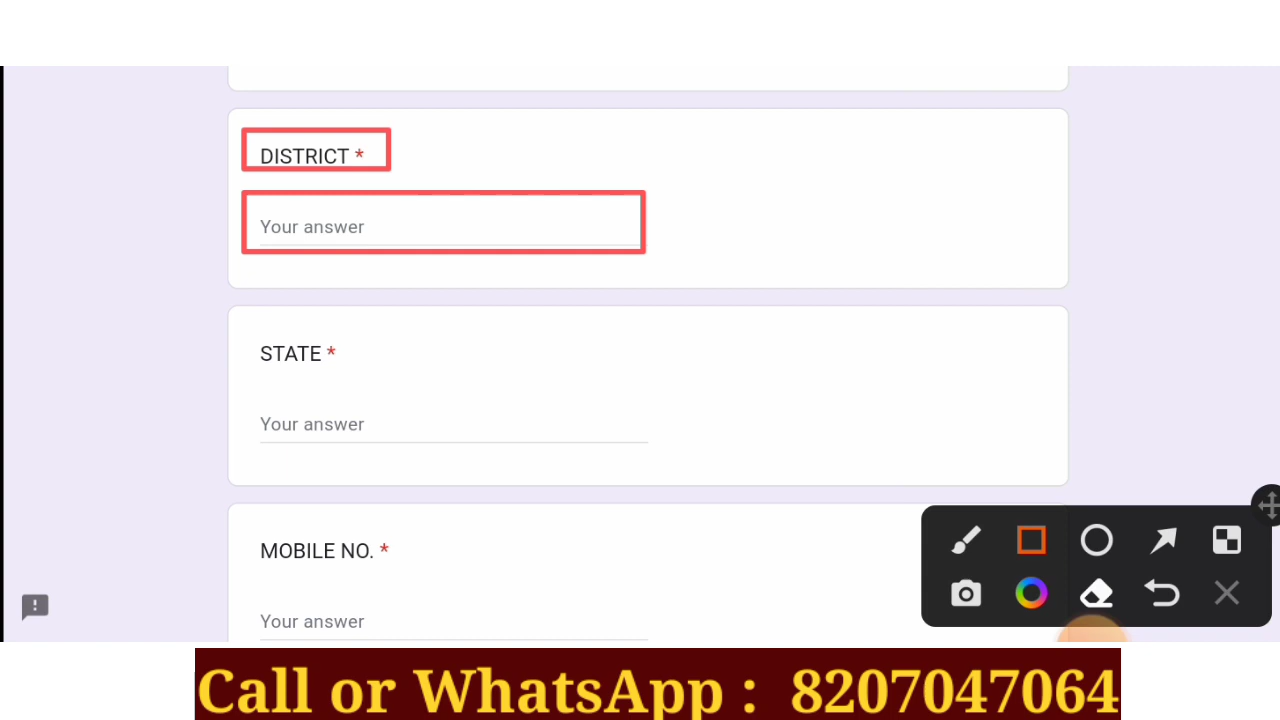 DISTRICT *
Your answer
STATE *
Your answer
MOBILE NO. *
Your answer
Call or WhatsApp : 8207047064